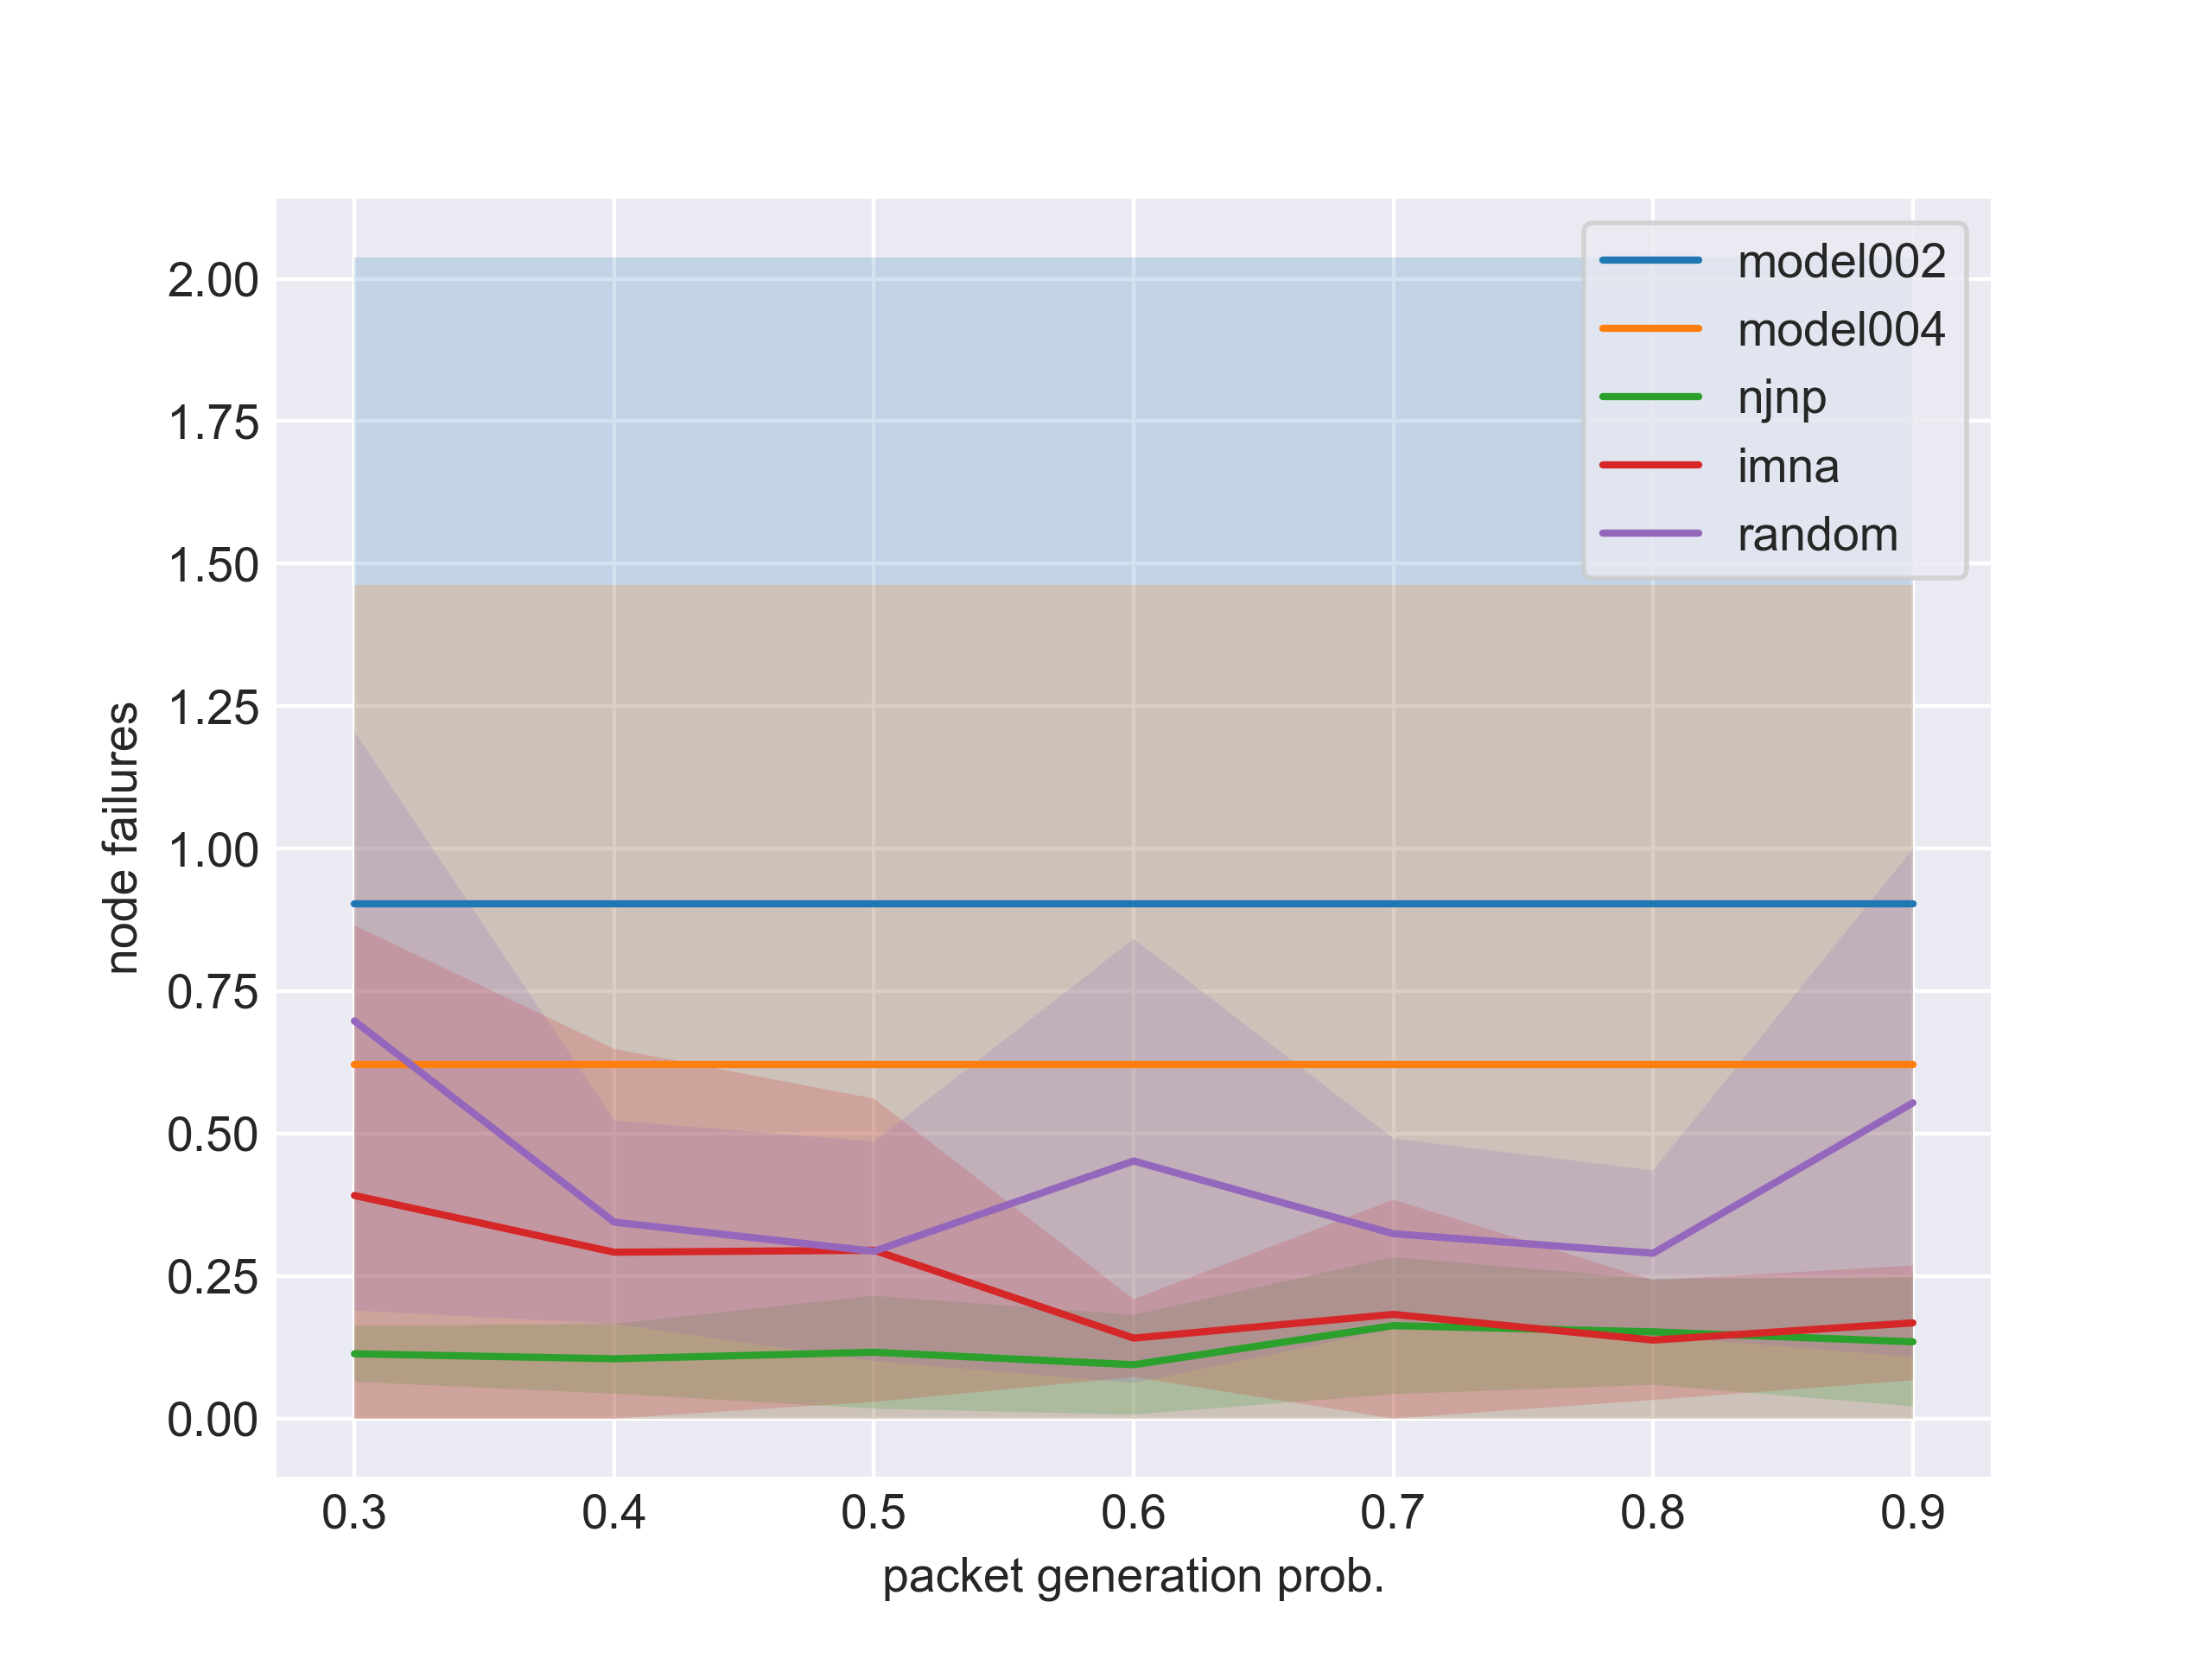 model002
model004
njnp
imna
random
2.00
1.75
1.50
1.25
1.00
0.75
0.50
0.25
0.00
node failures
0.3 0.4 0.5 0.6 0.7 0.8 0.9
packet generation prob.